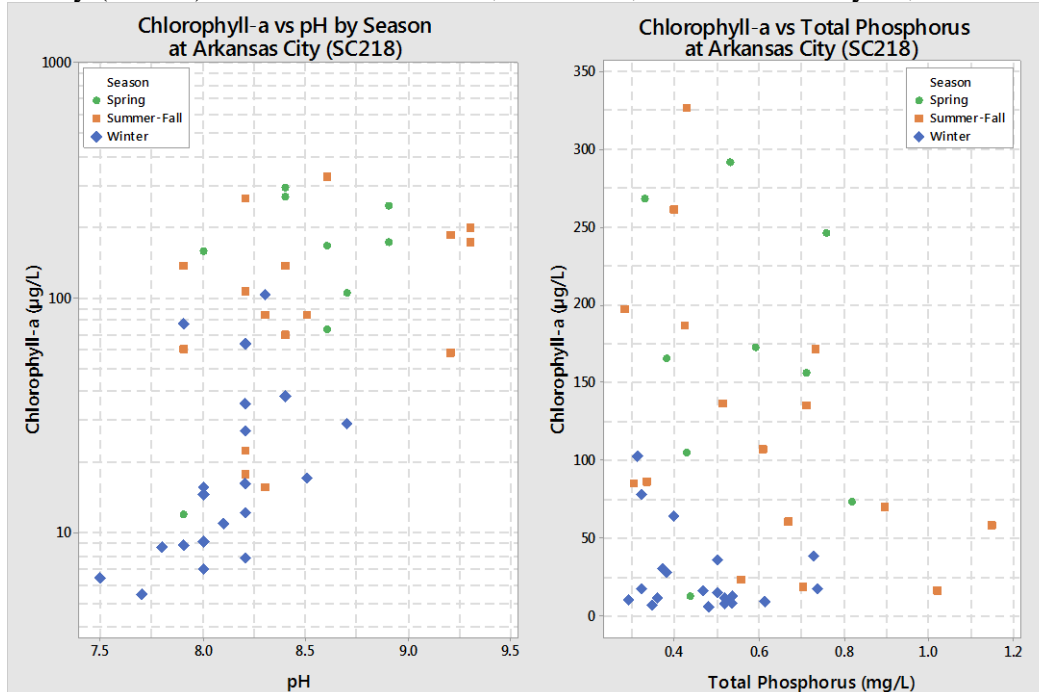 Chlorophyll-a vs pH by Season
at Arkansas City (SC218)
1000
100
10
Chlorophyll-a (µg/L)
Season
Spring
Summer-Fall
Winter
7.5 8.0 8.5 9.0 9.5
pH
Chlorophyll-a vs Total Phosphorus
at Arkansas City (SC218)
350
300
250
200
150
100
50
0
Chlorophyll-a (µg/L)
Season
Spring
Summer-Fall
Winter
0.4 0.6 0.8 1.0 1.2
Total Phosphorus (mg/L)